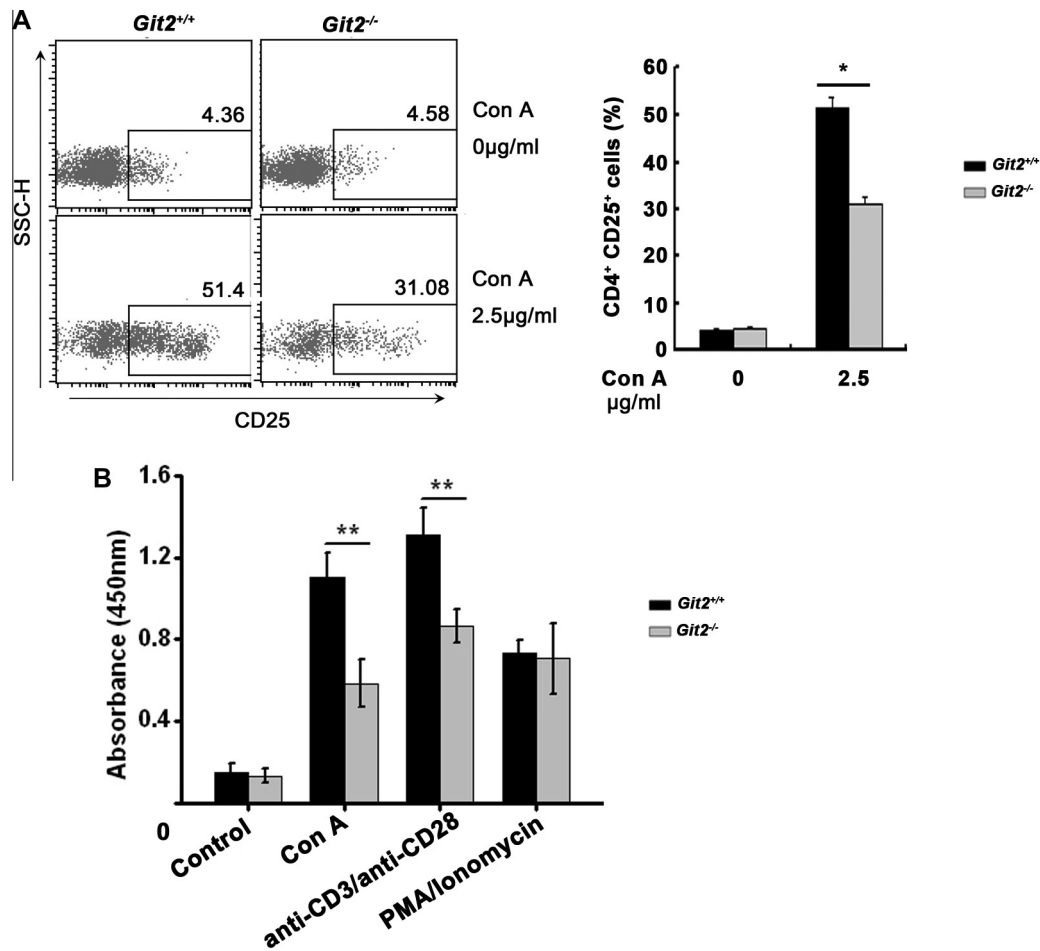 A
Git2+/+ Git2-/-
4.36 4.58
Con A
0µg/ml
51.4 31.08
Con A
2.5µg/ml
SSC-H
CD25
60
50
40
30
20
10
0
CD4+ CD25+ cells (%)
*
Con A 0 2.5
µg/ml
Git2+/+
Git2-/-
B
1.6
1.2
0.8
0.4
0
Absorbance (450nm)
**
**
Control
Con A
anti-CD3/anti-CD28
PMA/Ionomycin
Git2+/+
Git2-/-